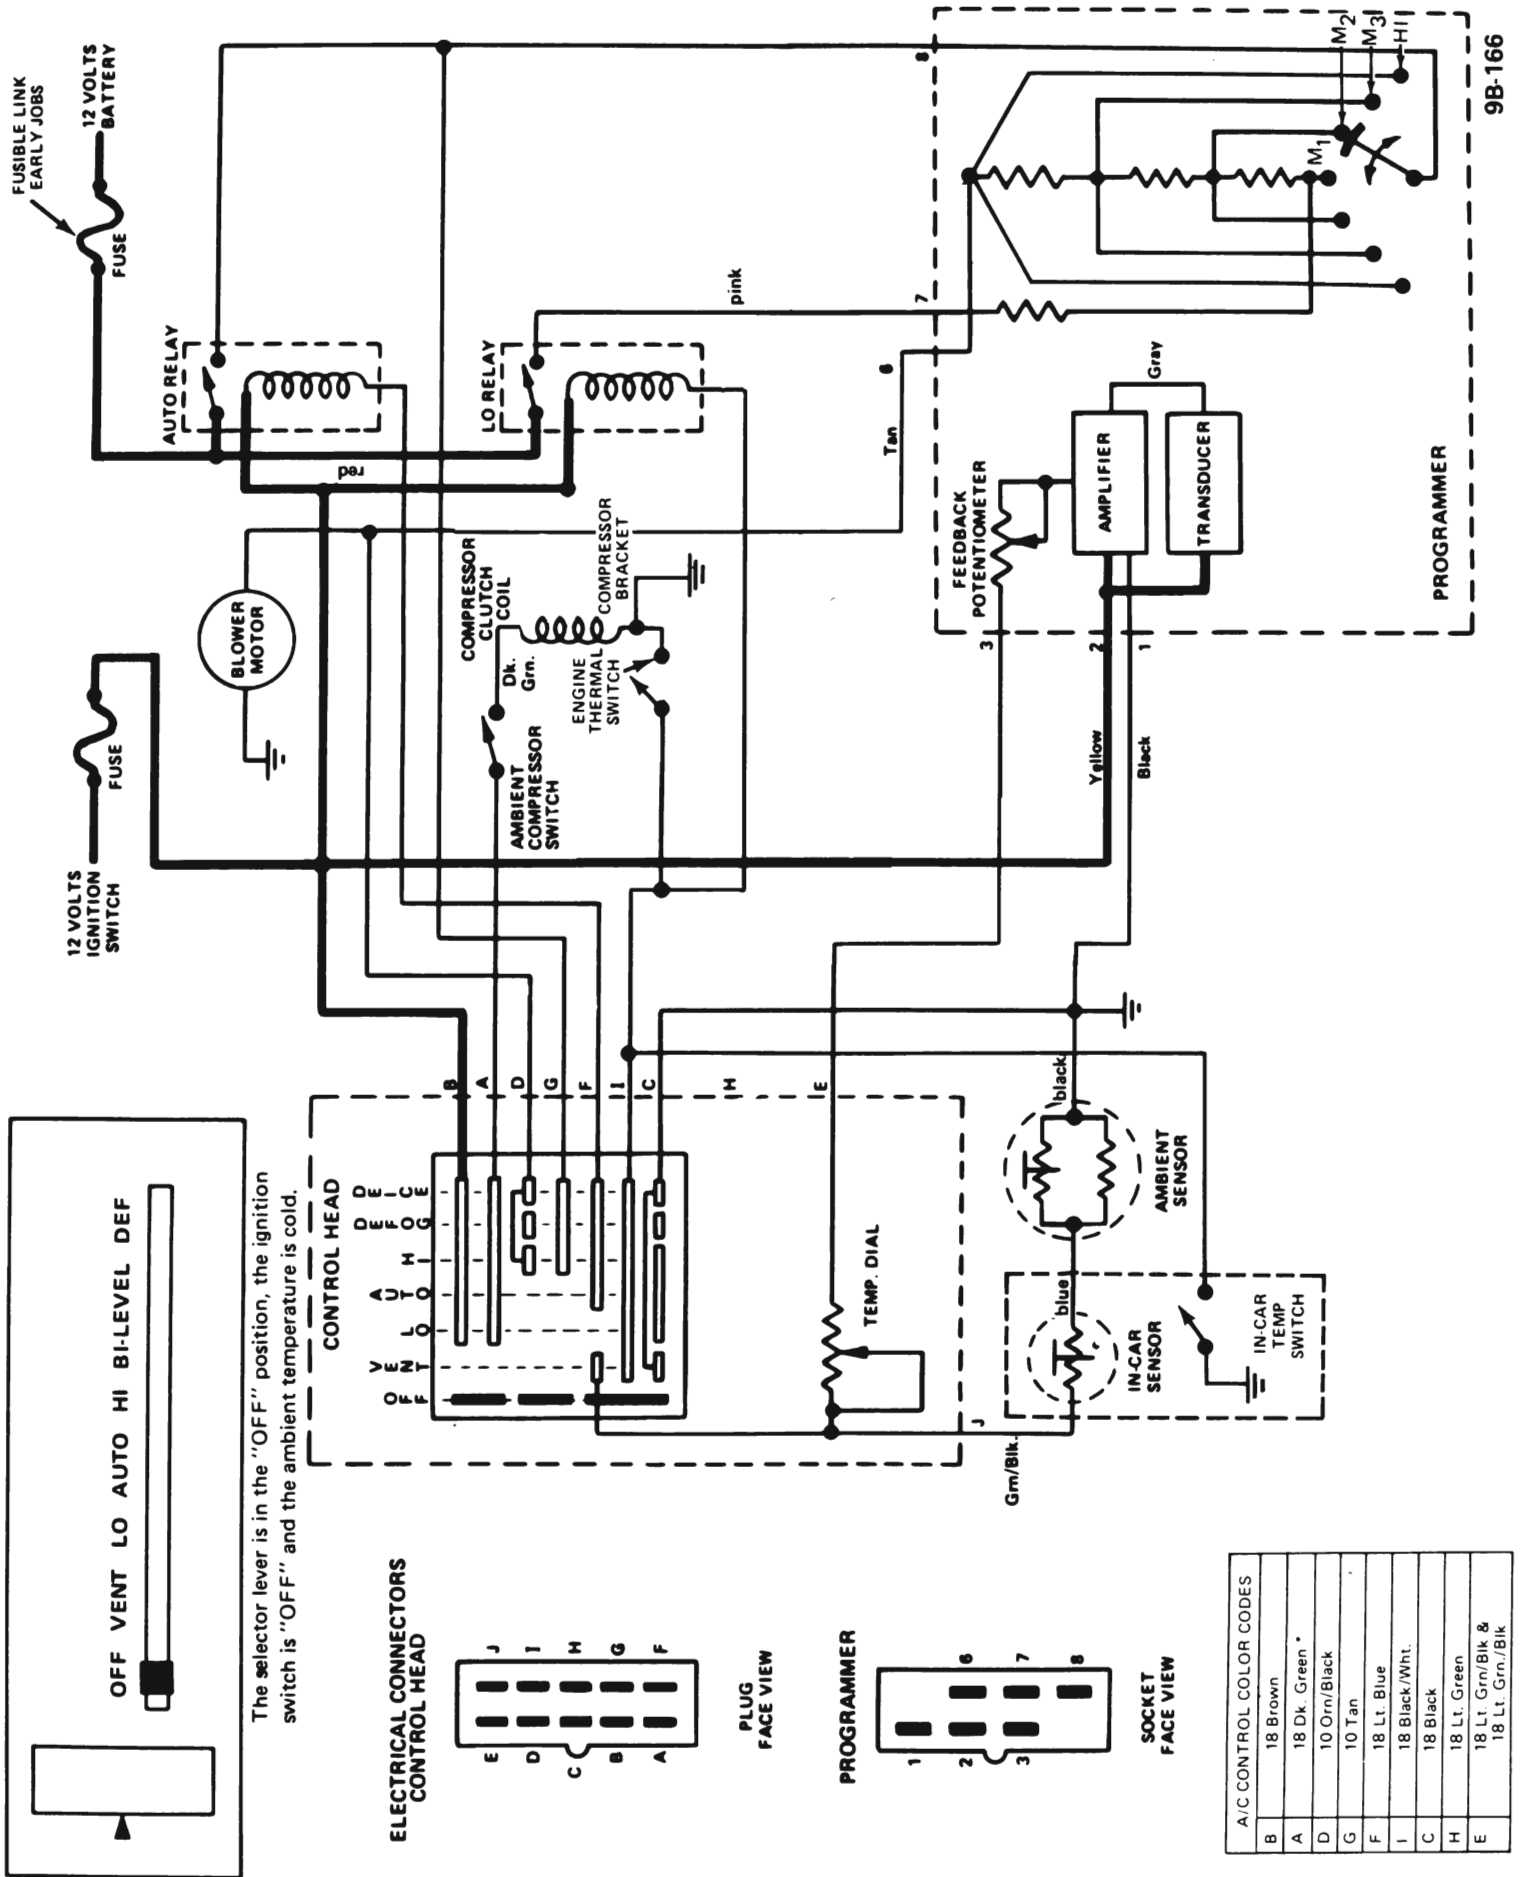 OFF VENT LO AUTO HI BI-LEVEL DEF
The selector lever is in the "OFF" position, the ignition
switch is "OFF" and the ambient temperature is cold.
12 VOLTS
IGNITION
SWITCH
FUSE
FUSIBLE LINK
EARLY JOBS
12 VOLTS
BATTERY
FUSE
BLOWER
MOTOR
AUTO RELAY
red
LO RELAY
pink
Tan
COMPRESSOR
CLUTCH
COIL
Dk.
Grn.
COMPRESSOR
BRACKET
ENGINE
THERMAL
SWITCH
AMBIENT
COMPRESSOR
SWITCH
CONTROL HEAD
OFF
VENT
LO
AUTO
HI
DEFOG
DEICE
B
A
D
G
F
I
C
H
E
J
TEMP. DIAL
Grn/Blk.
IN-CAR
SENSOR
blue
AMBIENT
SENSOR
black
IN-CAR
TEMP
SWITCH
Yellow
Black
3
2
1
6
7
8
FEEDBACK
POTENTIOMETER
AMPLIFIER
TRANSDUCER
Gray
PROGRAMMER
M1
M2
M3
HI
9B-166
ELECTRICAL CONNECTORS
CONTROL HEAD
E D C B A
J I H G F
PLUG
FACE VIEW
PROGRAMMER
1 2 3
6 7 8
SOCKET
FACE VIEW
A/C CONTROL COLOR CODES
B 18 Brown
A 18 Dk. Green *
D 10 Orn/Black
G 10 Tan
F 18 Lt. Blue
I 18 Black/Wht.
C 18 Black
H 18 Lt. Green
E 18 Lt. Grn/Blk &
18 Lt. Grn./Blk